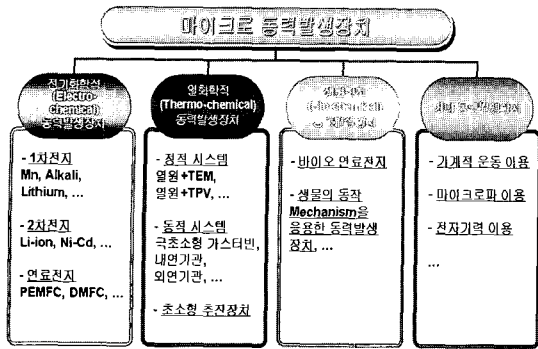 마이크로 동력발생장치
전기화학적
(Electro-
chemical)
동력발생장치
- 1차전지
Mn, Alkali,
Lithium, ...
- 2차전지
Li-ion, Ni-Cd, ...
- 연료전지
PEMFC, DMFC, ...
열화학적
(Thermo-chemical)
동력발생장치
- 정적 시스템
열원+TEM,
열원+TPV, ...
- 동적 시스템
극초소형 가스터빈,
내연기관,
외연기관, ...
- 초소형 추진장치
- 바이오 연료전지
- 생물의 동작
Mechanism을
응용한 동력발생
장치, ...
- 기계적 운동 이용
- 마이크로파 이용
- 전자기력 이용
...